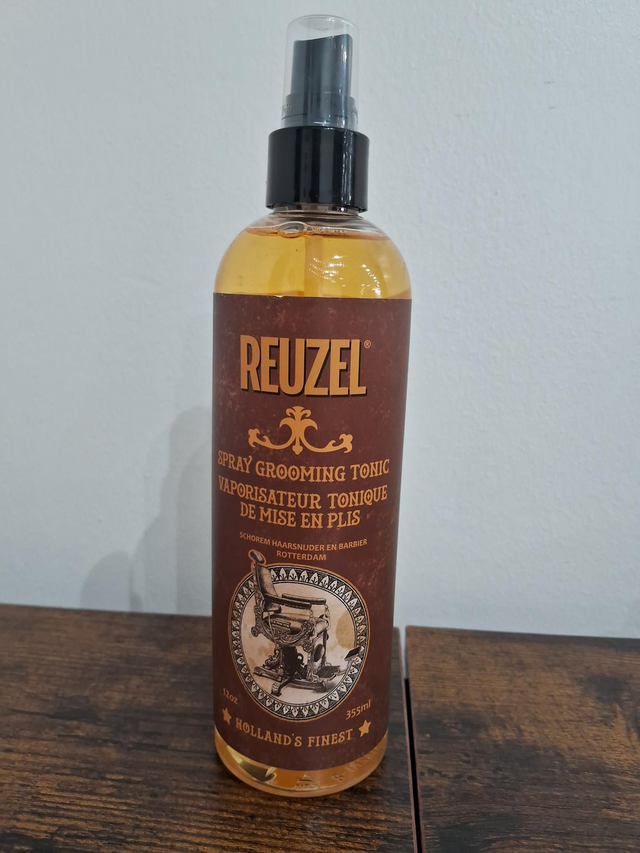 REUZEL®
SPRAY GROOMING TONIC
VAPORISATEUR TONIQUE
DE MISE EN PLIS
SCHOREM HAARSNIJDER EN BARBIER
ROTTERDAM
12oz 355ml
HOLLAND'S FINEST